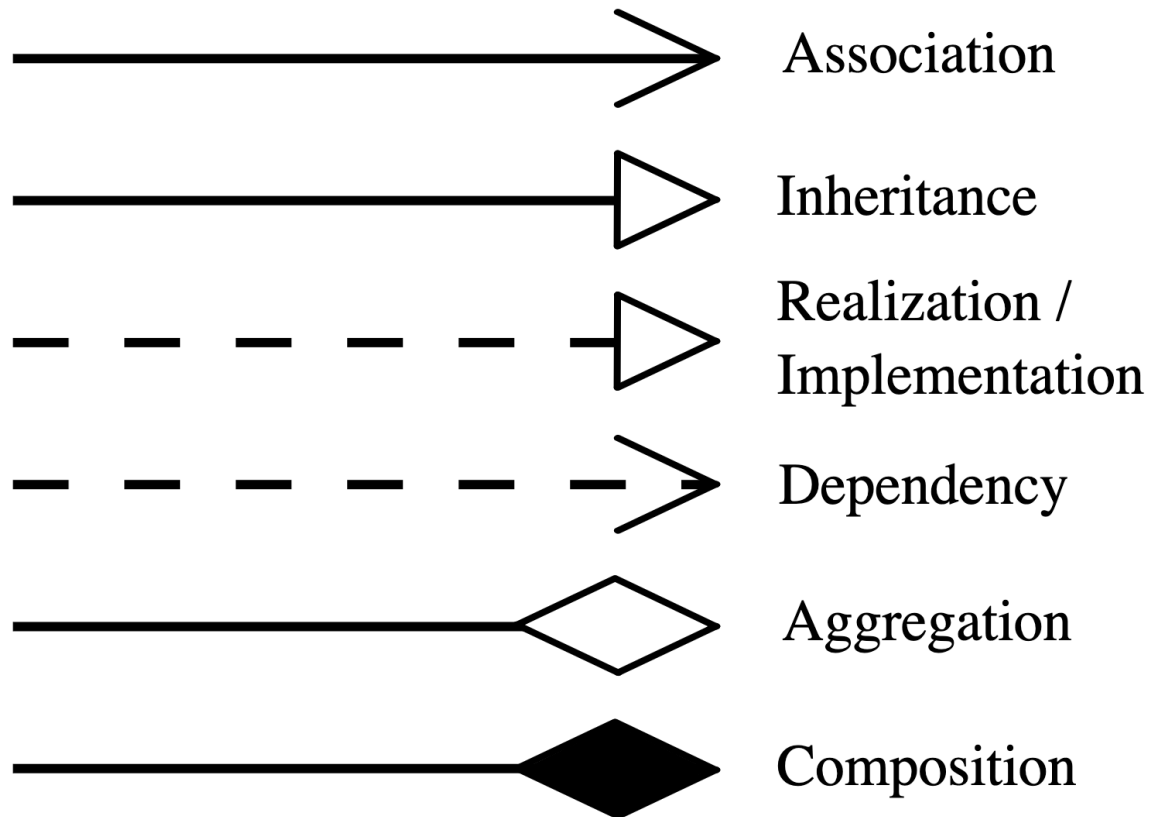 Association
Inheritance
Realization /
Implementation
Dependency
Aggregation
Composition